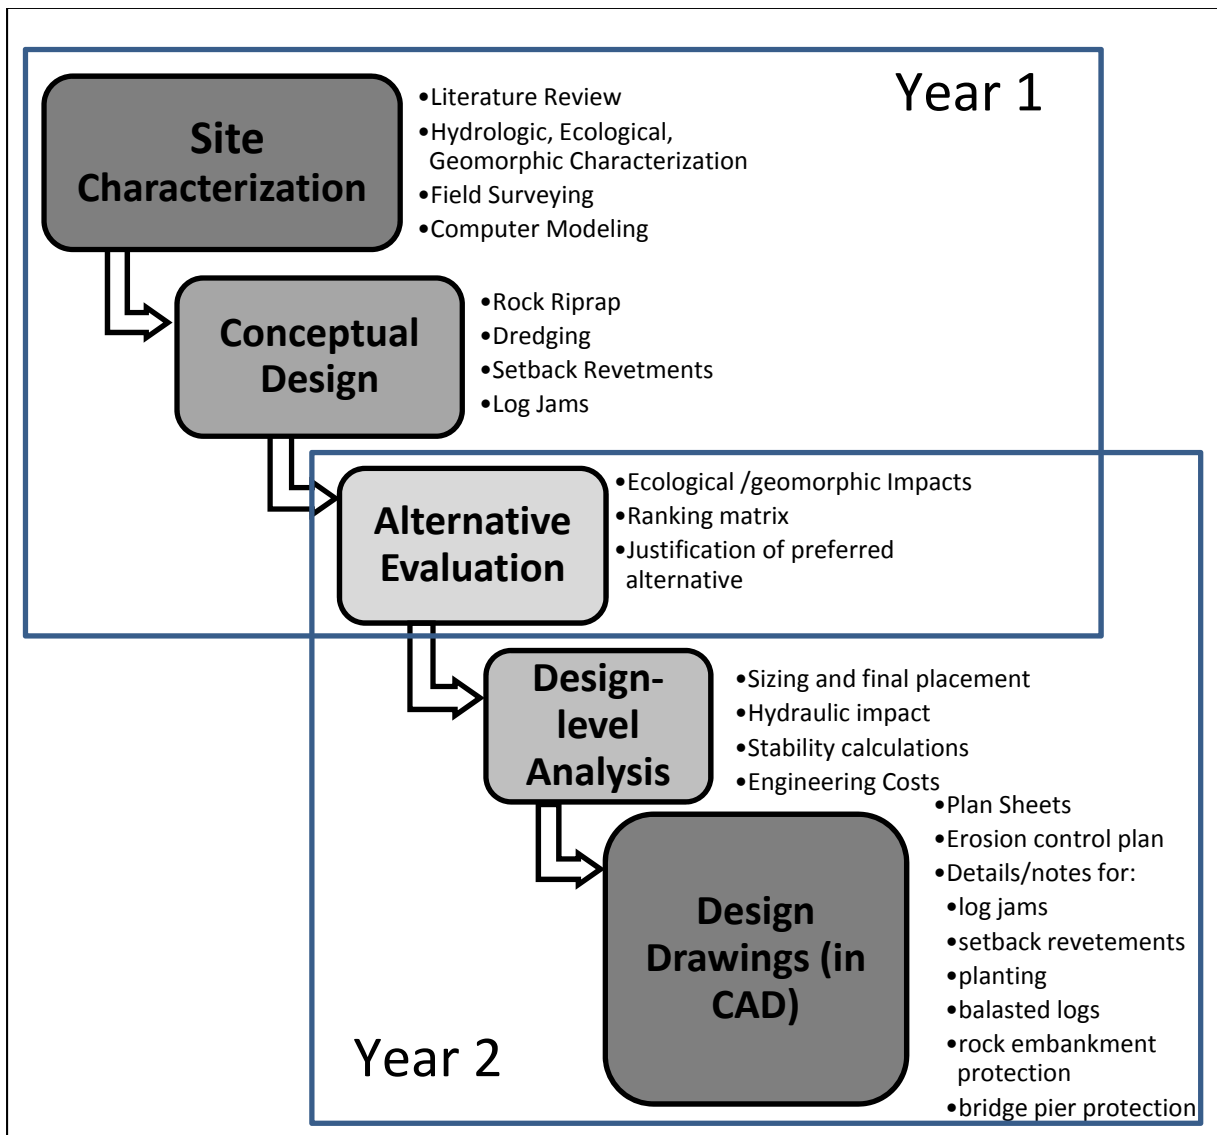 Year 1
Site
Characterization
•Literature Review
•Hydrologic, Ecological,
Geomorphic Characterization
•Field Surveying
•Computer Modeling
Conceptual
Design
•Rock Riprap
•Dredging
•Setback Revetments
•Log Jams
Alternative
Evaluation
•Ecological /geomorphic Impacts
•Ranking matrix
•Justification of preferred
alternative
Design-
level
Analysis
•Sizing and final placement
•Hydraulic impact
•Stability calculations
•Engineering Costs
Design
Drawings (in
CAD)
•Plan Sheets
•Erosion control plan
•Details/notes for:
•log jams
•setback revetements
•planting
•balasted logs
•rock embankment
protection
•bridge pier protection
Year 2